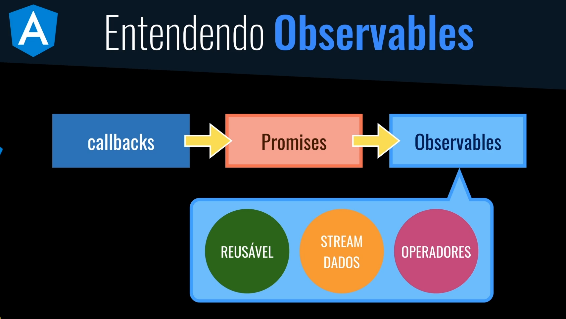 A
Entendendo Observables
callbacks
Promises
Observables
REUSÁVEL
STREAM
DADOS
OPERADORES